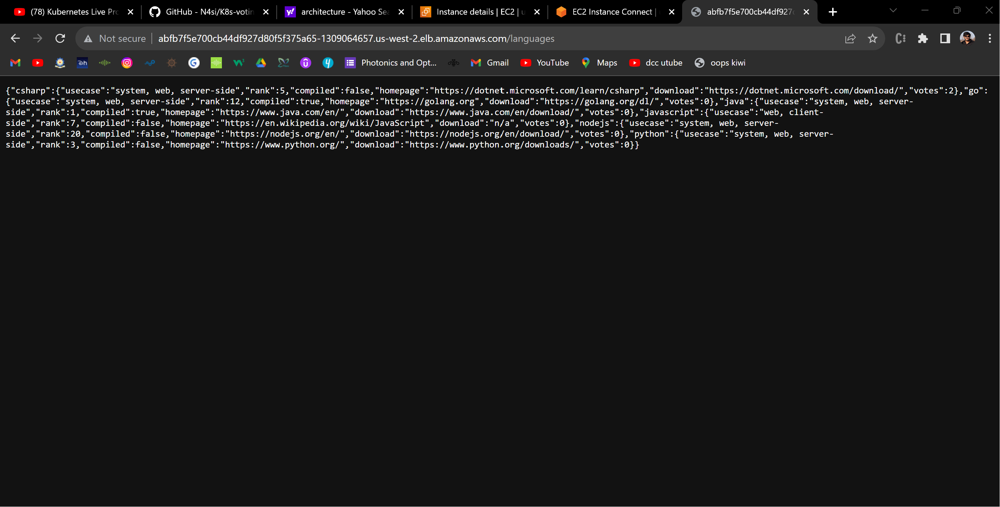 (78) Kubernetes Live Pro
GitHub - N4si/K8s-votin
architecture - Yahoo Sea
Instance details | EC2 | u
EC2 Instance Connect |
abfb7f5e700cb44df927d
Not secure
abfb7f5e700cb44df927d80f5f375a65-1309064657.us-west-2.elb.amazonaws.com/languages
Photonics and Opt...
Gmail
YouTube
Maps
dcc utube
oops kiwi
{"csharp":{"usecase":"system, web, server-side","rank":5,"compiled":false,"homepage":"https://dotnet.microsoft.com/learn/csharp","download":"https://dotnet.microsoft.com/download/","votes":2},"go":
{"usecase":"system, web, server-side","rank":12,"compiled":true,"homepage":"https://golang.org","download":"https://golang.org/dl/","votes":0},"java":{"usecase":"system, web, server-
side","rank":1,"compiled":true,"homepage":"https://www.java.com/en/","download":"https://www.java.com/en/download/","votes":0},"javascript":{"usecase":"web, client-
side","rank":7,"compiled":false,"homepage":"https://en.wikipedia.org/wiki/JavaScript","download":"n/a","votes":0},"nodejs":{"usecase":"system, web, server-
side","rank":20,"compiled":false,"homepage":"https://nodejs.org/en/","download":"https://nodejs.org/en/download/","votes":0},"python":{"usecase":"system, web, server-
side","rank":3,"compiled":false,"homepage":"https://www.python.org/","download":"https://www.python.org/downloads/","votes":0}}